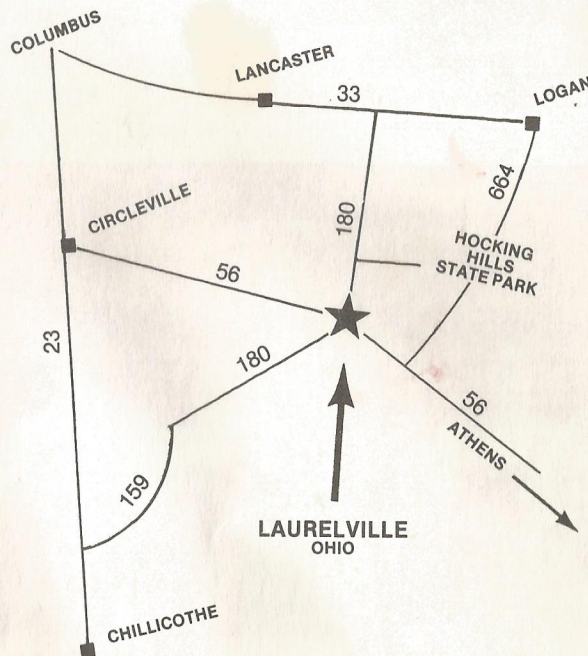 COLUMBUS
LANCASTER
33
LOGAN
664
CIRCLEVILLE
180
HOCKING
HILLS
STATE PARK
56
23
180
56
ATHENS
159
LAURELVILLE
OHIO
CHILLICOTHE